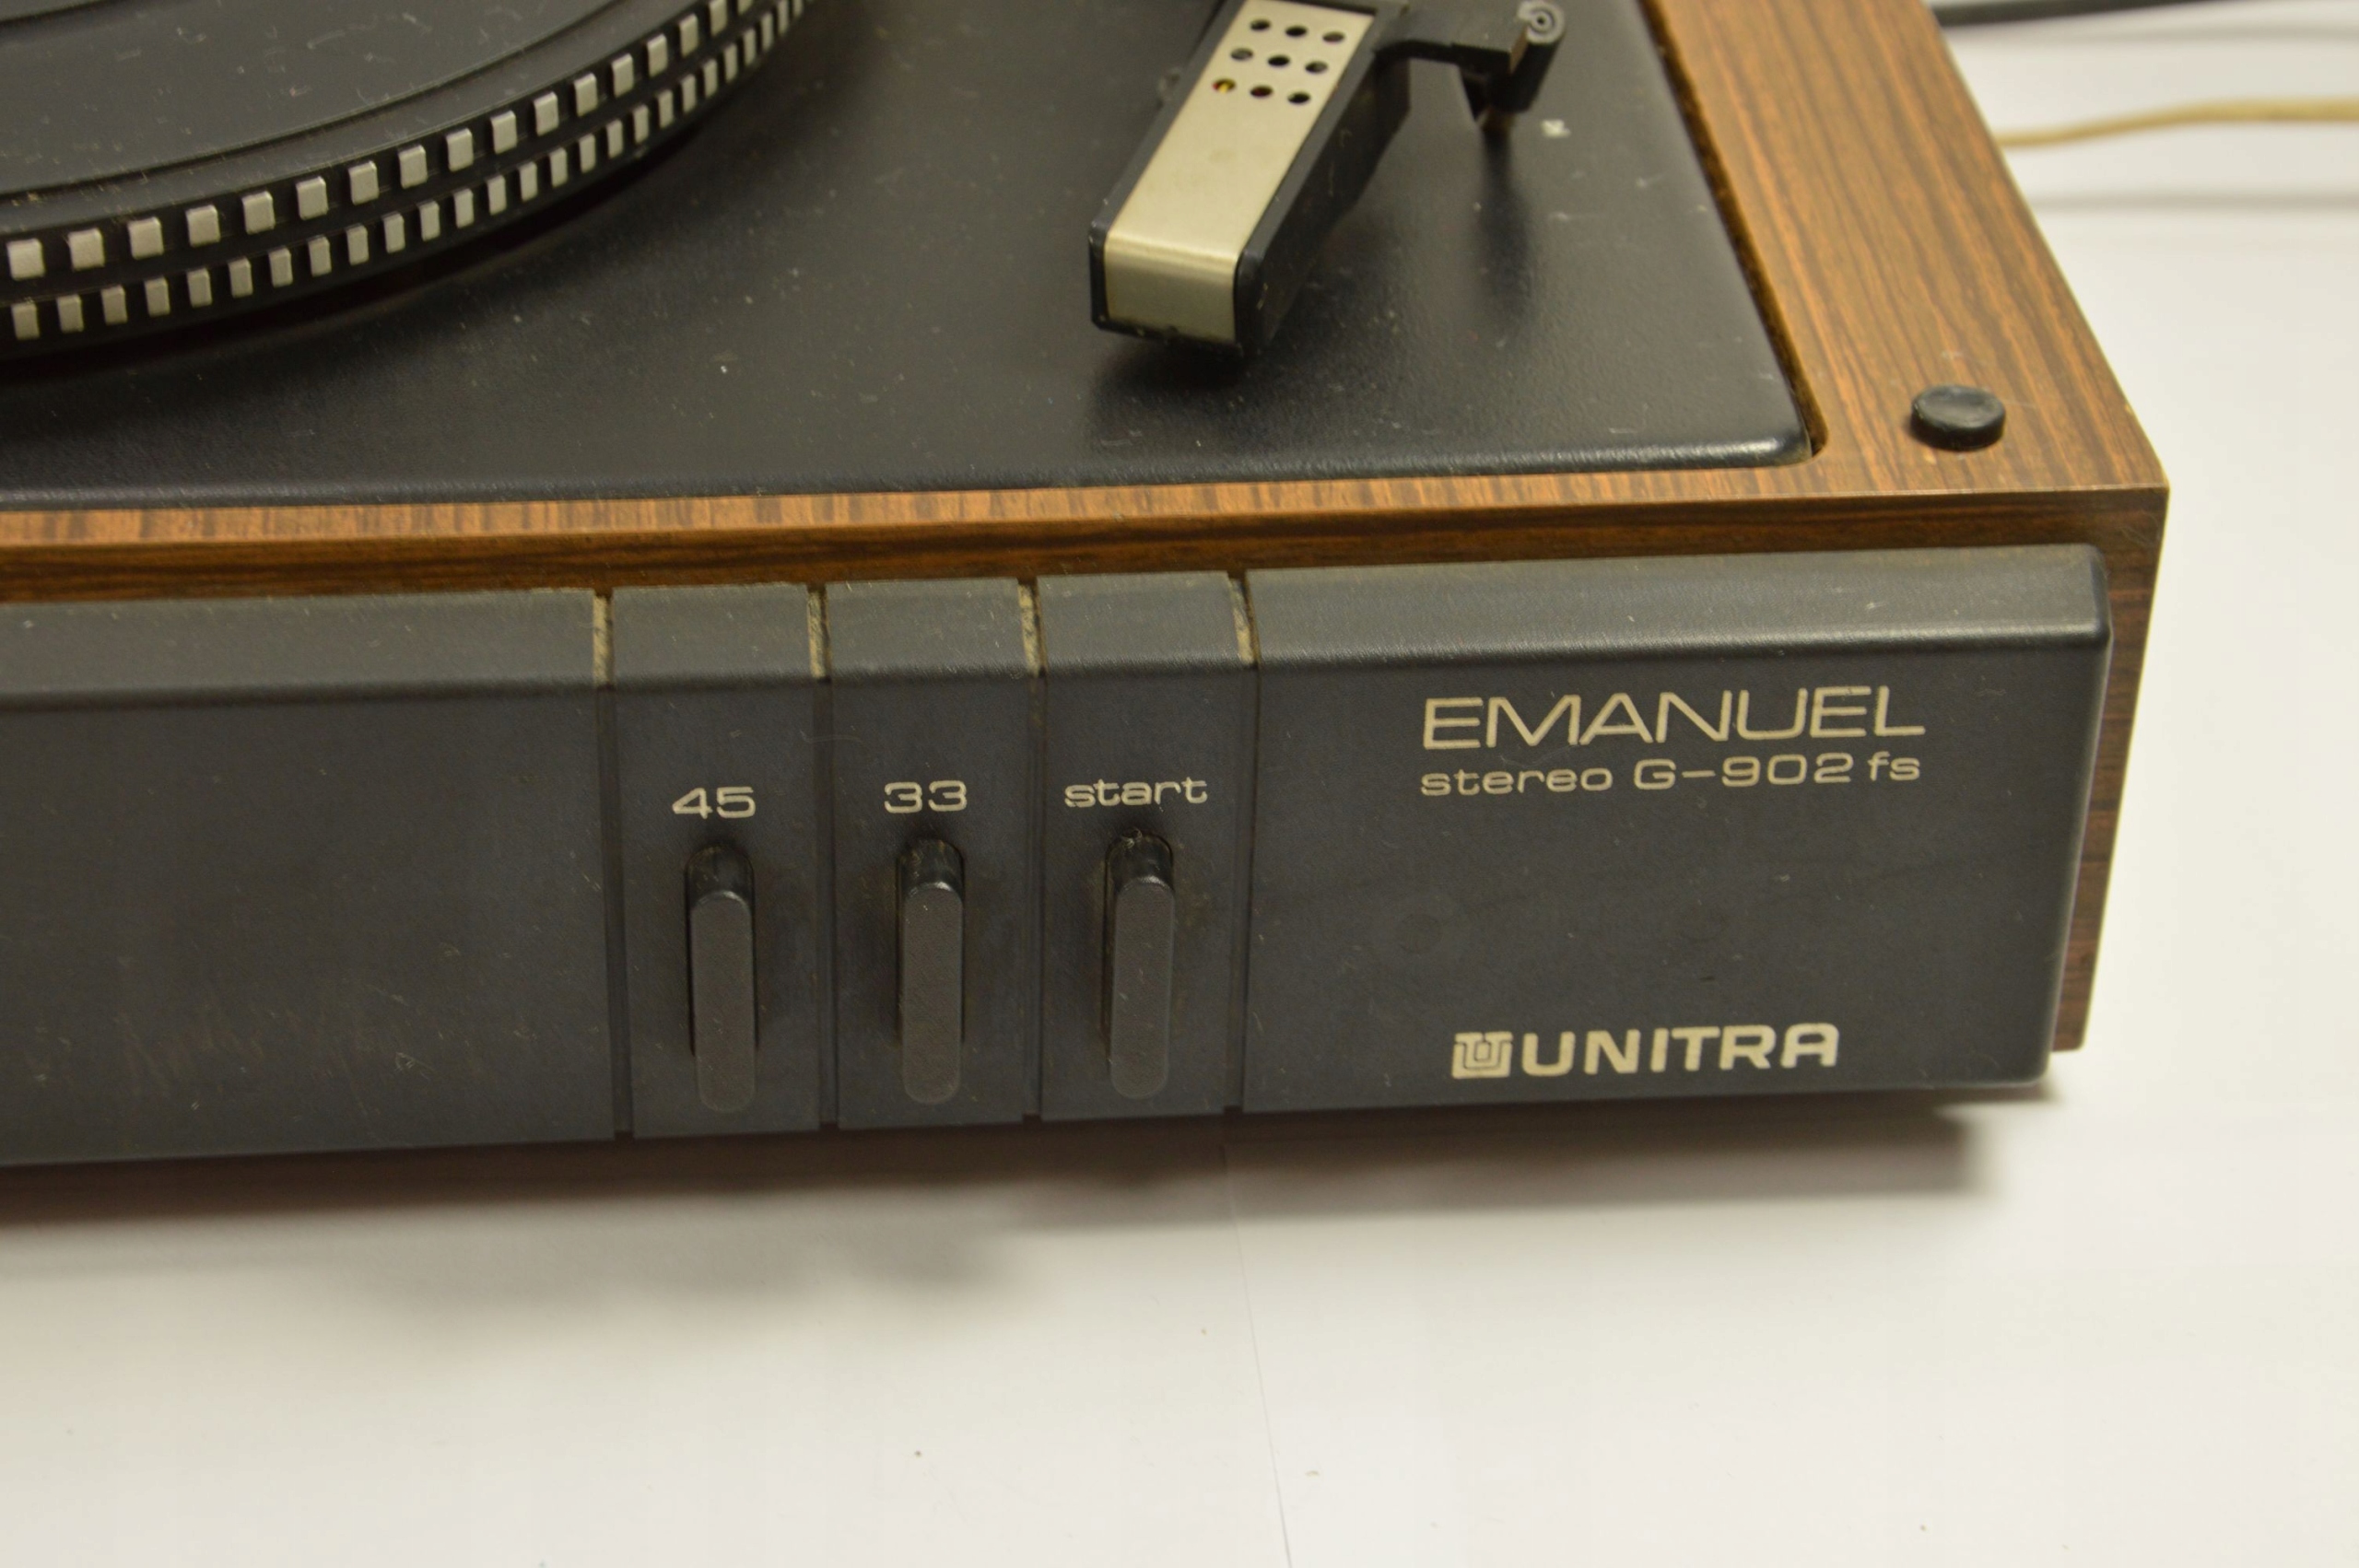 45
33
start
EMANUEL
stereo G-902 fs
UNITRA